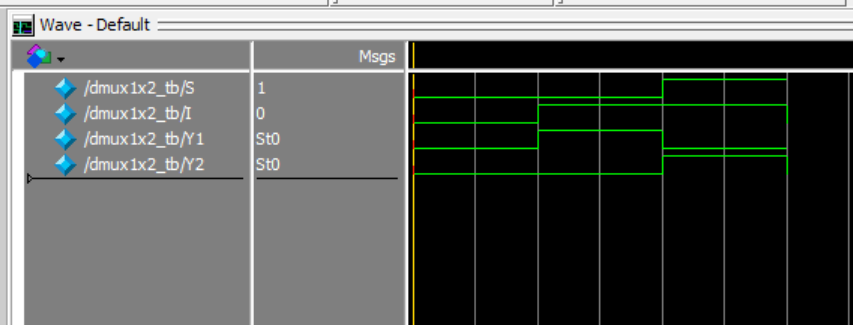 Wave - Default
Msgs
/dmux1x2_tb/S 1
/dmux1x2_tb/I 0
/dmux1x2_tb/Y1 St0
/dmux1x2_tb/Y2 St0